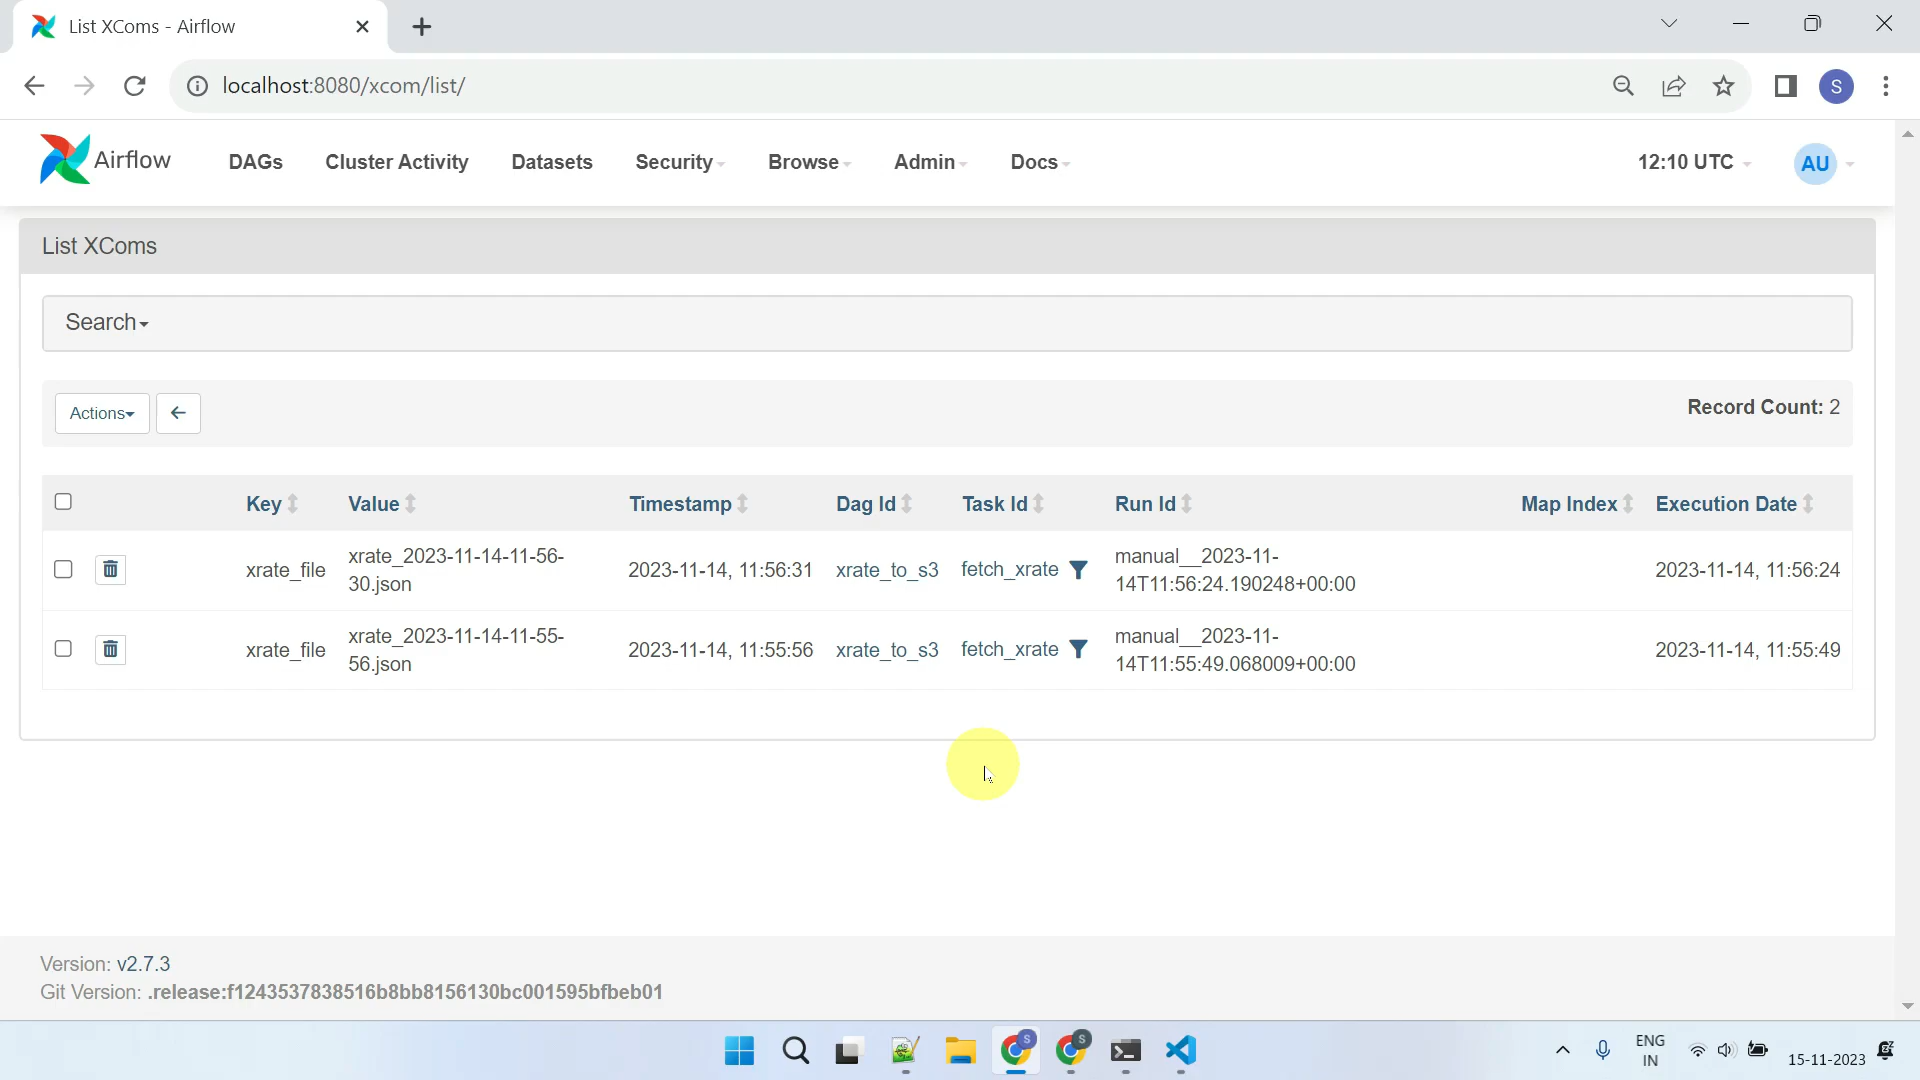 List XComs - Airflow
localhost:8080/xcom/list/
S
Airflow DAGs Cluster Activity Datasets Security Browse Admin Docs 12:10 UTC AU
List XComs
Search
Actions Record Count: 2
Key Value Timestamp Dag Id Task Id Run Id Map Index Execution Date
xrate_file xrate_2023-11-14-11-56- 2023-11-14, 11:56:31 xrate_to_s3 fetch_xrate manual__2023-11- 2023-11-14, 11:56:24
30.json 14T11:56:24.190248+00:00
xrate_file xrate_2023-11-14-11-55- 2023-11-14, 11:55:56 xrate_to_s3 fetch_xrate manual__2023-11- 2023-11-14, 11:55:49
56.json 14T11:55:49.068009+00:00
Version: v2.7.3
Git Version: .release:f1243537838516b8bb8156130bc001595bfbeb01
S S
ENG
IN
15-11-2023